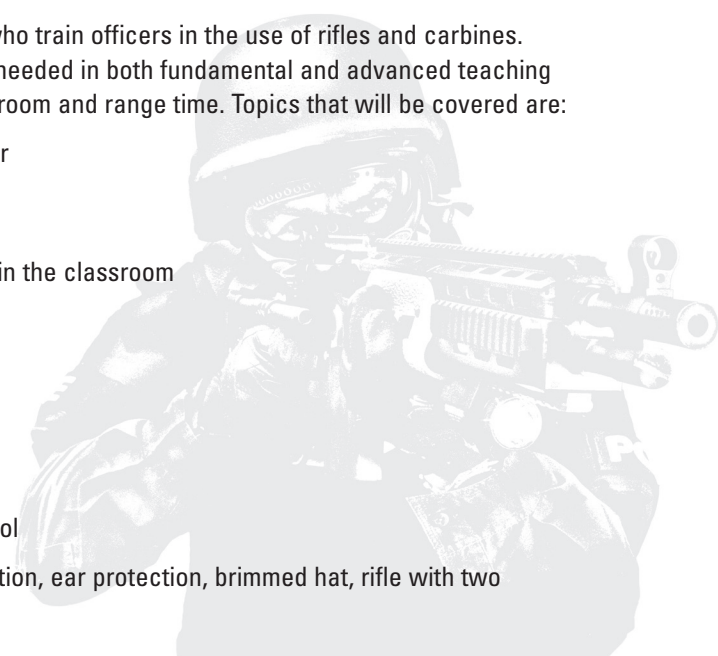 who train officers in the use of rifles and carbines.
needed in both fundamental and advanced teaching
room and range time. Topics that will be covered are:
r
in the classroom
ol
tion, ear protection, brimmed hat, rifle with two